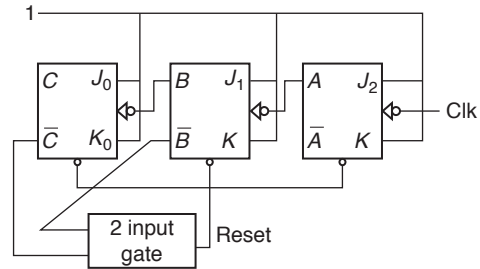 1
C J₀ B J₁ A J₂
Clk
C̅ K₀ B̅ K A̅ K
2 input
gate
Reset